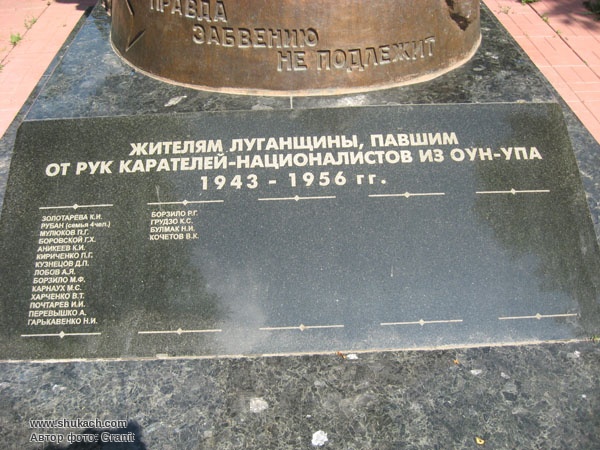 ПРАВДА
ЗАБВЕНИЮ
НЕ ПОДЛЕЖИТ
ЖИТЕЛЯМ ЛУГАНЩИНЫ, ПАВШИМ
ОТ РУК КАРАТЕЛЕЙ-НАЦИОНАЛИСТОВ ИЗ ОУН-УПА
1943 - 1956 гг.
ЗОЛОТАРЕВА К.И.
РУБАН (семья 4чел.)
МУЛЮКОВ П.Г.
БОРОВСКОЙ Г.Х.
АНИКЕЕВ К.И.
КИРИЧЕНКО П.Г.
КУЗНЕЦОВ Д.П.
ЛОБОВ А.Я.
БОРЗИЛО М.Ф.
КАРНАУХ М.С.
ХАРЧЕНКО В.Т.
ПОЧТАРЕВ И.И.
ПЕРЕВЫШКО А.
ГАРЬКАВЕНКО Н.И.
БОРЗИЛО Р.Г.
ГРУДЗО К.С.
БУЛМАК Н.И.
КОЧЕТОВ В.К.
www.shukach.com
Автор фото: Granit